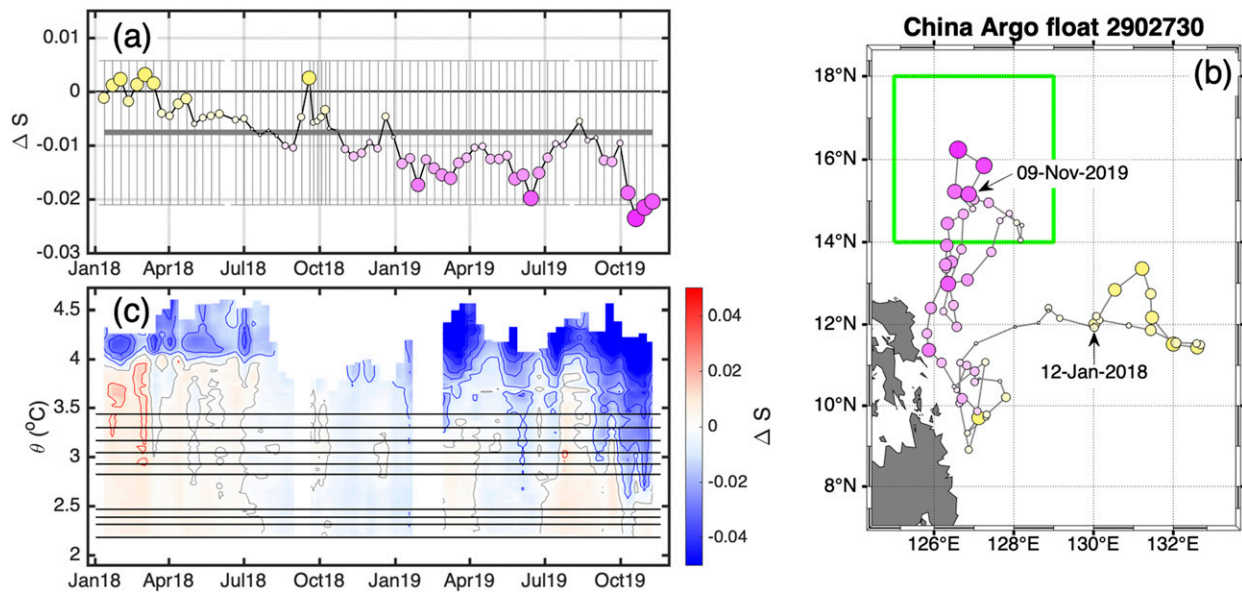 China Argo float 2902730
(a)
0.01
0
-0.01
-0.02
-0.03
Δ S
Jan18 Apr18 Jul18 Oct18 Jan19 Apr19 Jul19 Oct19
(b)
18°N
16°N
14°N
12°N
10°N
8°N
09-Nov-2019
12-Jan-2018
126°E 128°E 130°E 132°E
(c)
4.5
4
3.5
3
2.5
2
θ (°C)
Jan18 Apr18 Jul18 Oct18 Jan19 Apr19 Jul19 Oct19
0.04
0.02
0
-0.02
-0.04
Δ S